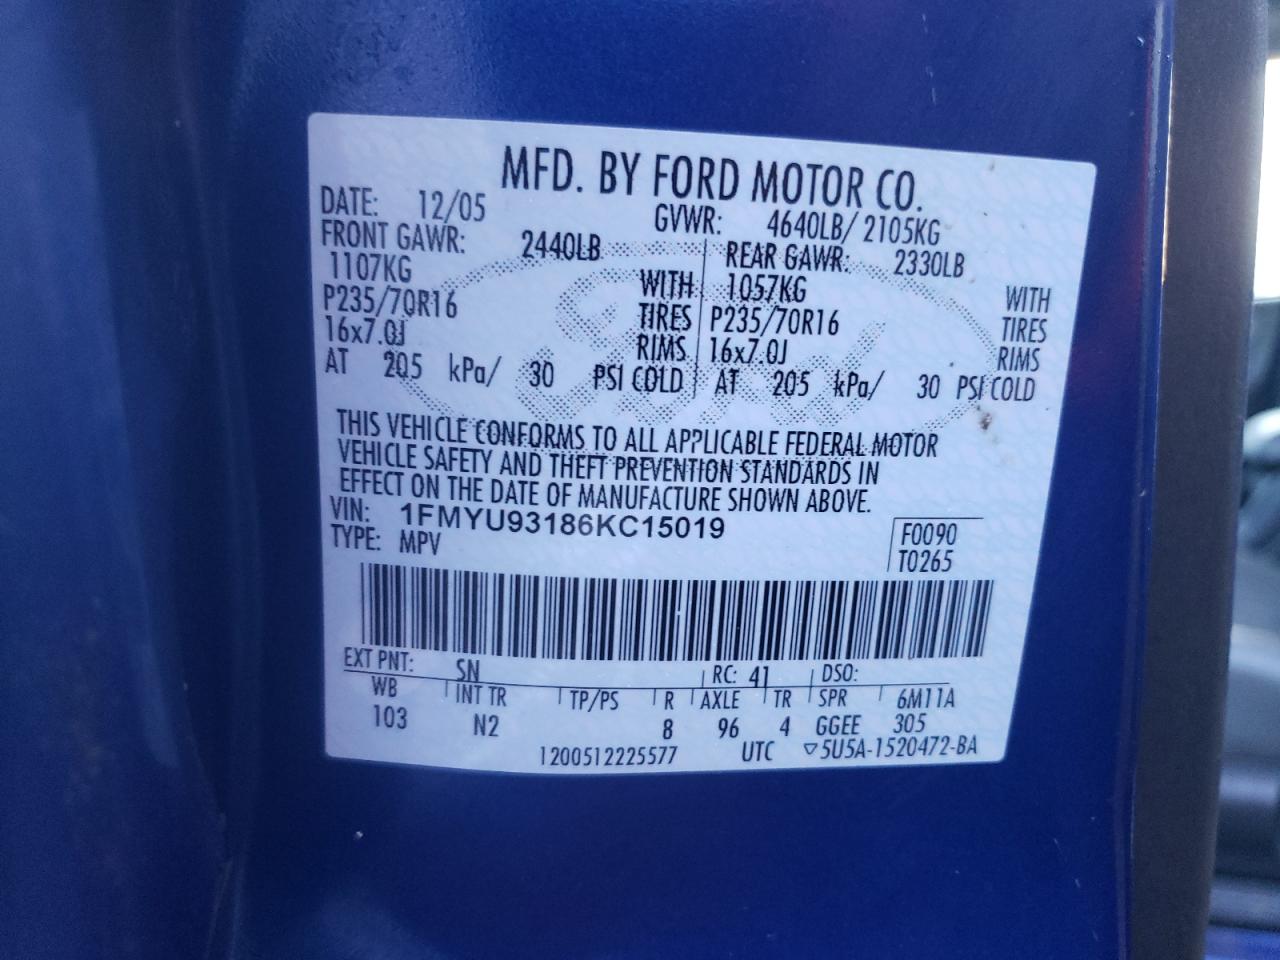 MFD. BY FORD MOTOR CO.
DATE: 12/05 GVWR: 4640LB/ 2105KG
FRONT GAWR: 2440LB REAR GAWR: 2330LB
1107KG WITH 1057KG WITH
P235/70R16 TIRES P235/70R16 TIRES
16x7.0J RIMS 16x7.0J RIMS
AT 205 kPa/ 30 PSI COLD AT 205 kPa/ 30 PSI COLD
THIS VEHICLE CONFORMS TO ALL APPLICABLE FEDERAL MOTOR
VEHICLE SAFETY AND THEFT PREVENTION STANDARDS IN
EFFECT ON THE DATE OF MANUFACTURE SHOWN ABOVE.
VIN: 1FMYU93186KC15019 F0090
TYPE: MPV T0265
EXT PNT: SN RC: 41 DSO:
WB INT TR TP/PS R AXLE TR SPR 6M11A
103 N2 8 96 4 GGEE 305
1200512225577 UTC ▽5U5A-1520472-BA